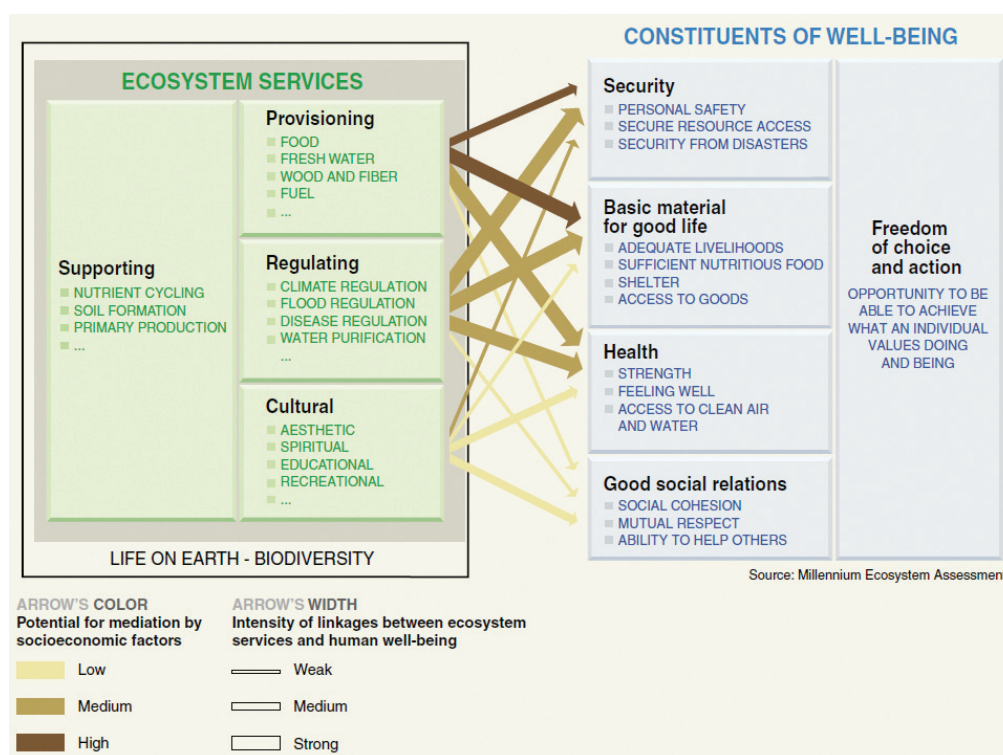 CONSTITUENTS OF WELL-BEING
ECOSYSTEM SERVICES
Supporting
NUTRIENT CYCLING
SOIL FORMATION
PRIMARY PRODUCTION
...
Provisioning
FOOD
FRESH WATER
WOOD AND FIBER
FUEL
...
Regulating
CLIMATE REGULATION
FLOOD REGULATION
DISEASE REGULATION
WATER PURIFICATION
...
Cultural
AESTHETIC
SPIRITUAL
EDUCATIONAL
RECREATIONAL
...
LIFE ON EARTH - BIODIVERSITY
Security
PERSONAL SAFETY
SECURE RESOURCE ACCESS
SECURITY FROM DISASTERS
Basic material
for good life
ADEQUATE LIVELIHOODS
SUFFICIENT NUTRITIOUS FOOD
SHELTER
ACCESS TO GOODS
Health
STRENGTH
FEELING WELL
ACCESS TO CLEAN AIR
AND WATER
Good social relations
SOCIAL COHESION
MUTUAL RESPECT
ABILITY TO HELP OTHERS
Freedom
of choice
and action
OPPORTUNITY TO BE
ABLE TO ACHIEVE
WHAT AN INDIVIDUAL
VALUES DOING
AND BEING
Source: Millennium Ecosystem Assessment
ARROW'S COLOR
Potential for mediation by
socioeconomic factors
Low
Medium
High
ARROW'S WIDTH
Intensity of linkages between ecosystem
services and human well-being
Weak
Medium
Strong